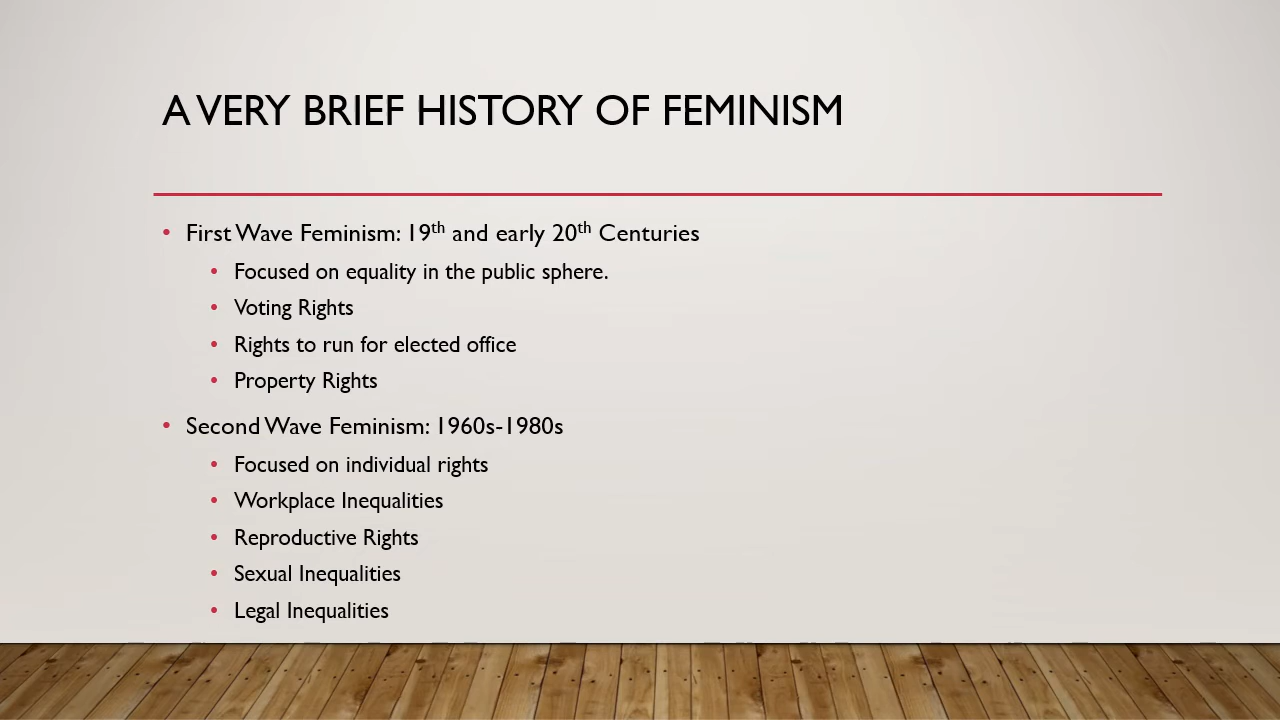 A VERY BRIEF HISTORY OF FEMINISM
• First Wave Feminism: 19th and early 20th Centuries
• Focused on equality in the public sphere.
• Voting Rights
• Rights to run for elected office
• Property Rights
• Second Wave Feminism: 1960s-1980s
• Focused on individual rights
• Workplace Inequalities
• Reproductive Rights
• Sexual Inequalities
• Legal Inequalities